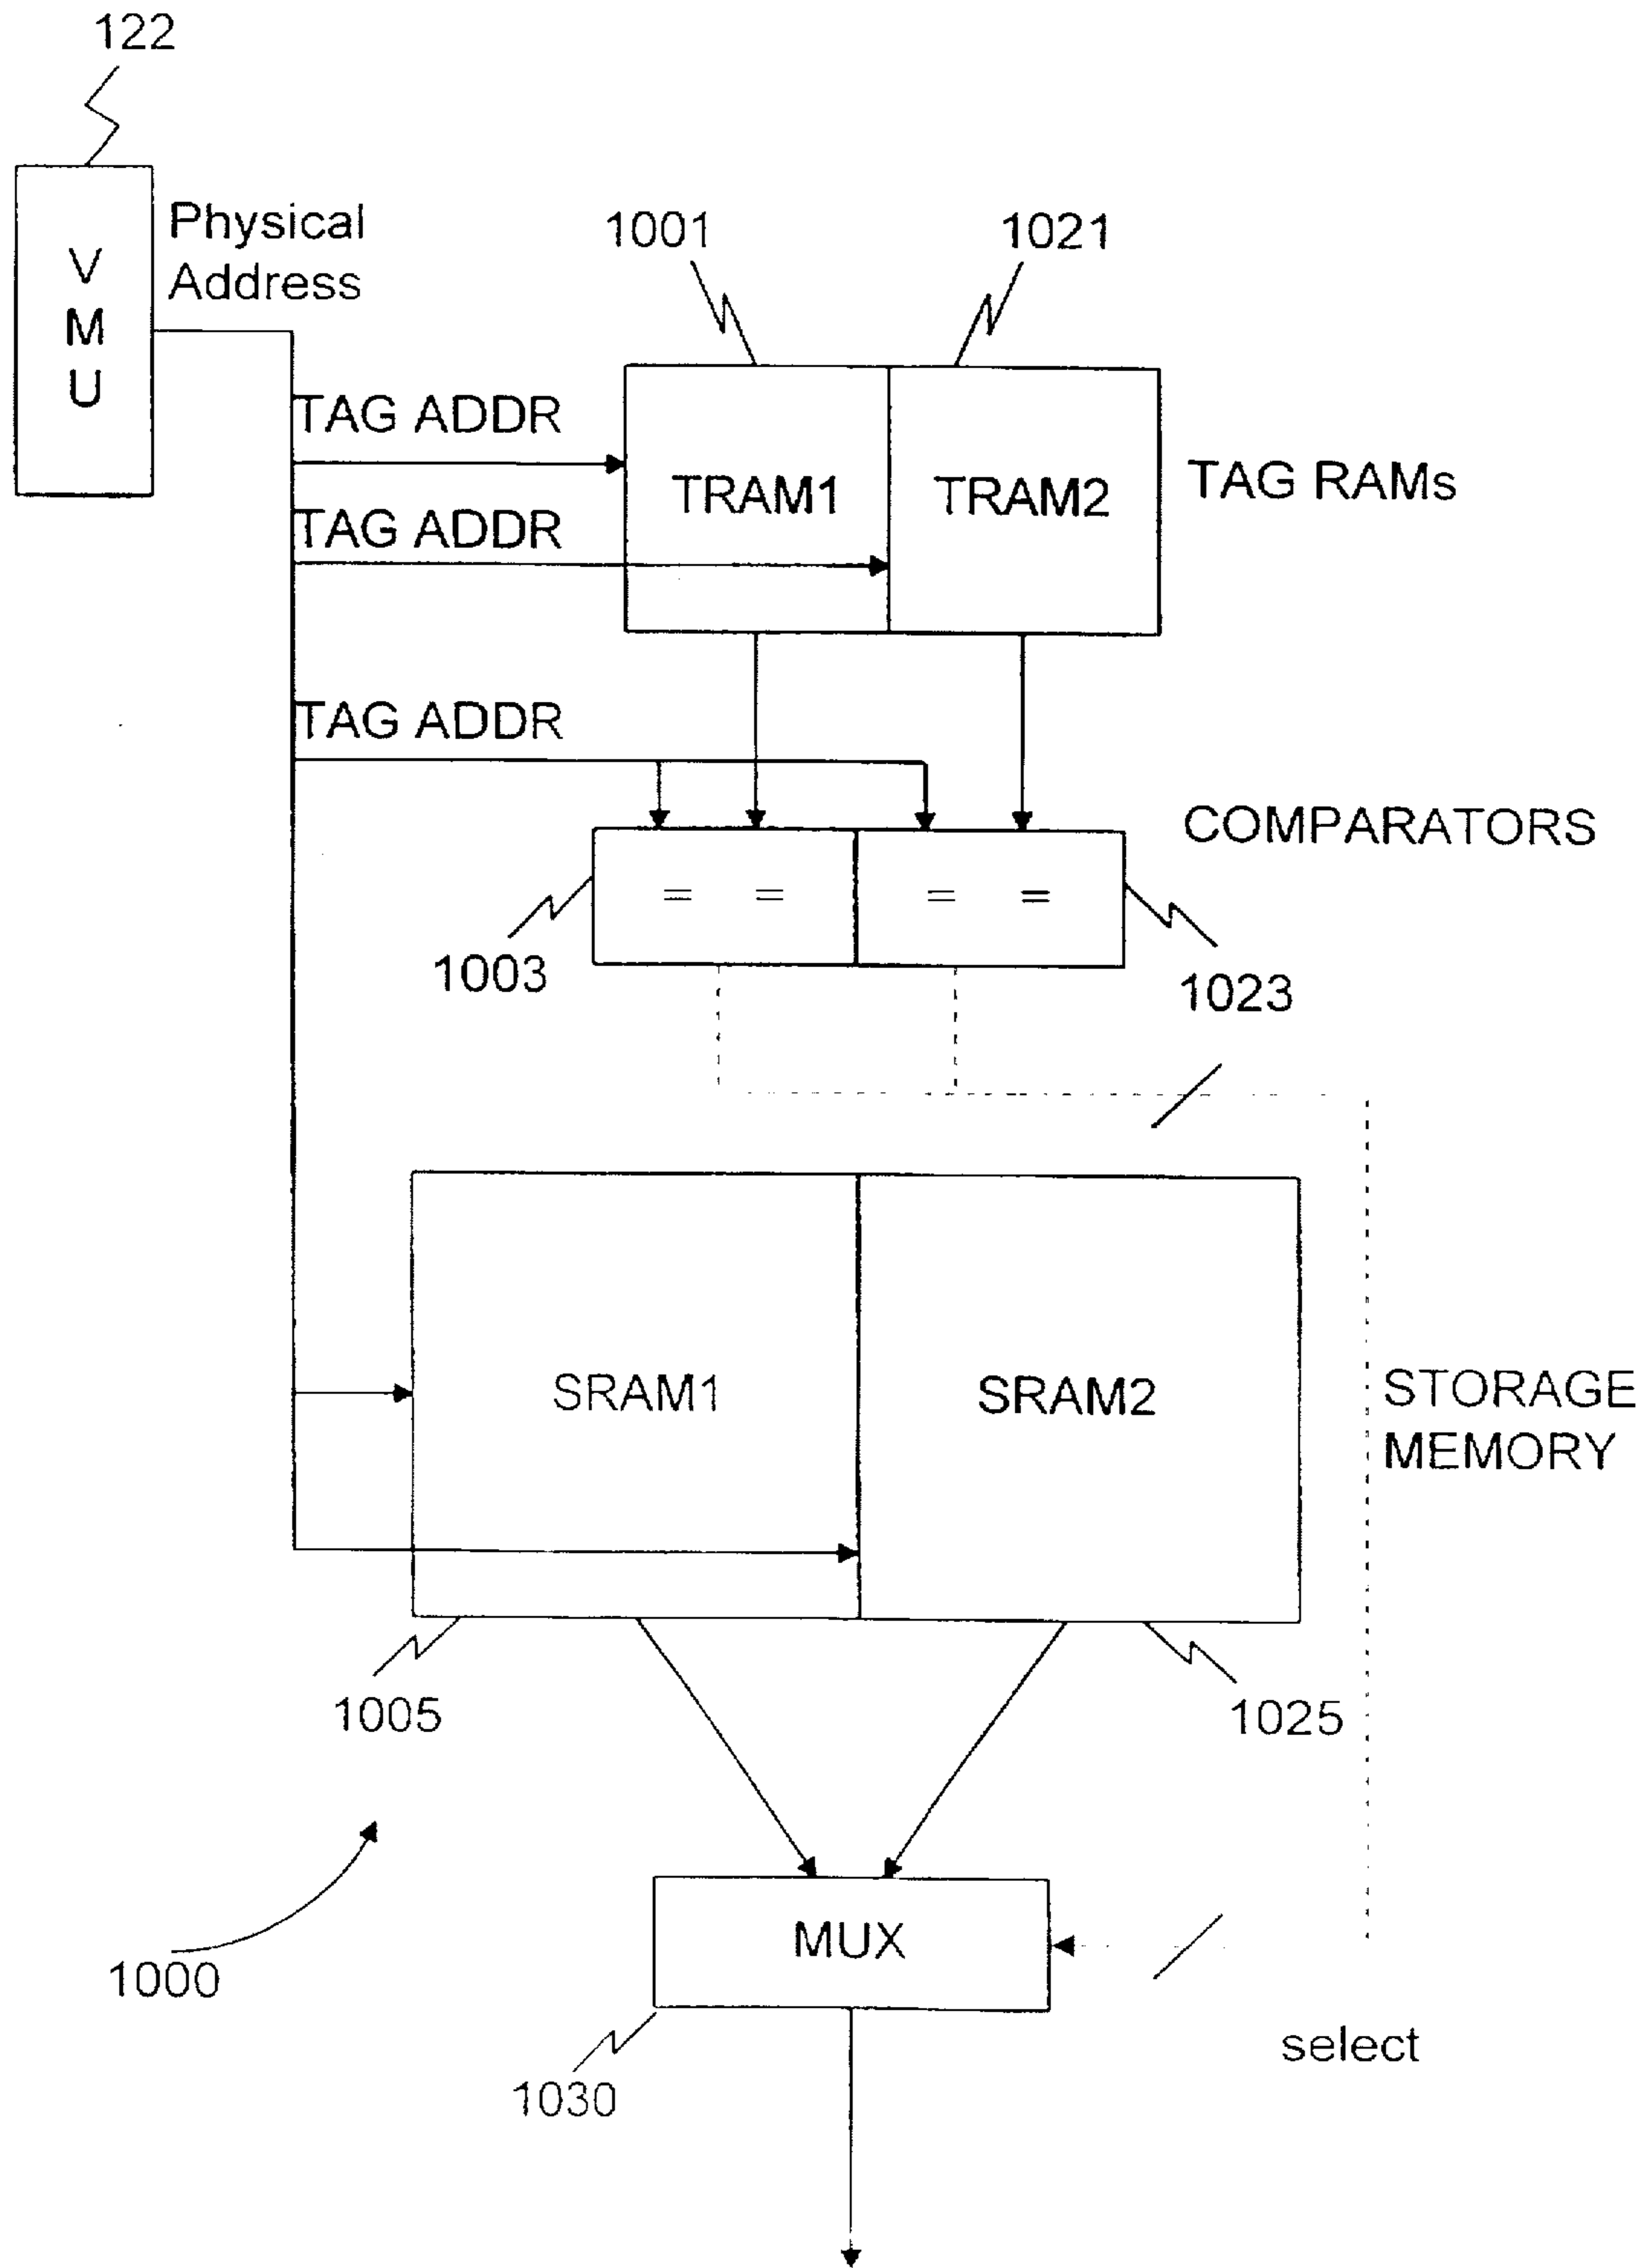 122
V
M
U
Physical
Address
1001
1021
TAG ADDR
TRAM1
TRAM2
TAG RAMs
TAG ADDR
TAG ADDR
COMPARATORS
= =
= =
1003
1023
SRAM1
SRAM2
STORAGE
MEMORY
1005
1025
MUX
1000
1030
select